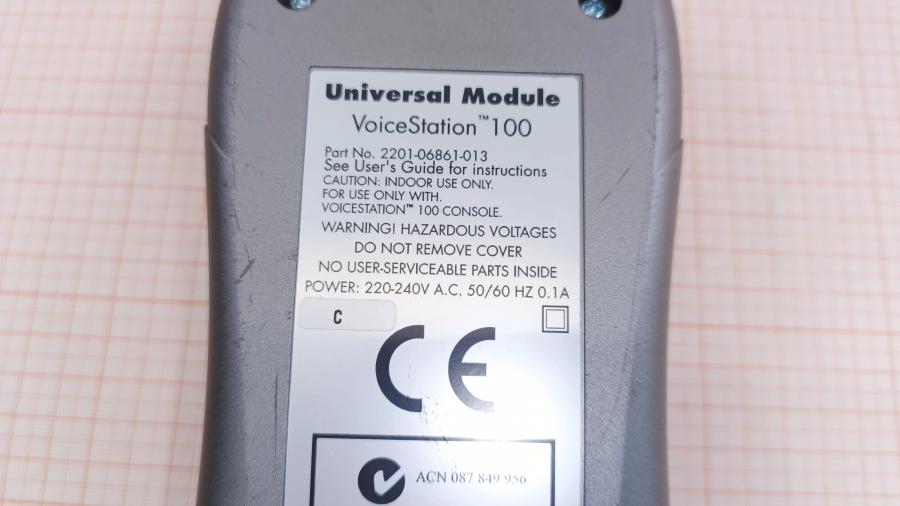 Universal Module
VoiceStation™100
Part No. 2201-06861-013
See User's Guide for instructions
CAUTION: INDOOR USE ONLY.
FOR USE ONLY WITH.
VOICESTATION™ 100 CONSOLE.
WARNING! HAZARDOUS VOLTAGES
DO NOT REMOVE COVER
NO USER-SERVICEABLE PARTS INSIDE
POWER: 220-240V A.C. 50/60 HZ 0.1A
C
CE
ACN 087 849 956